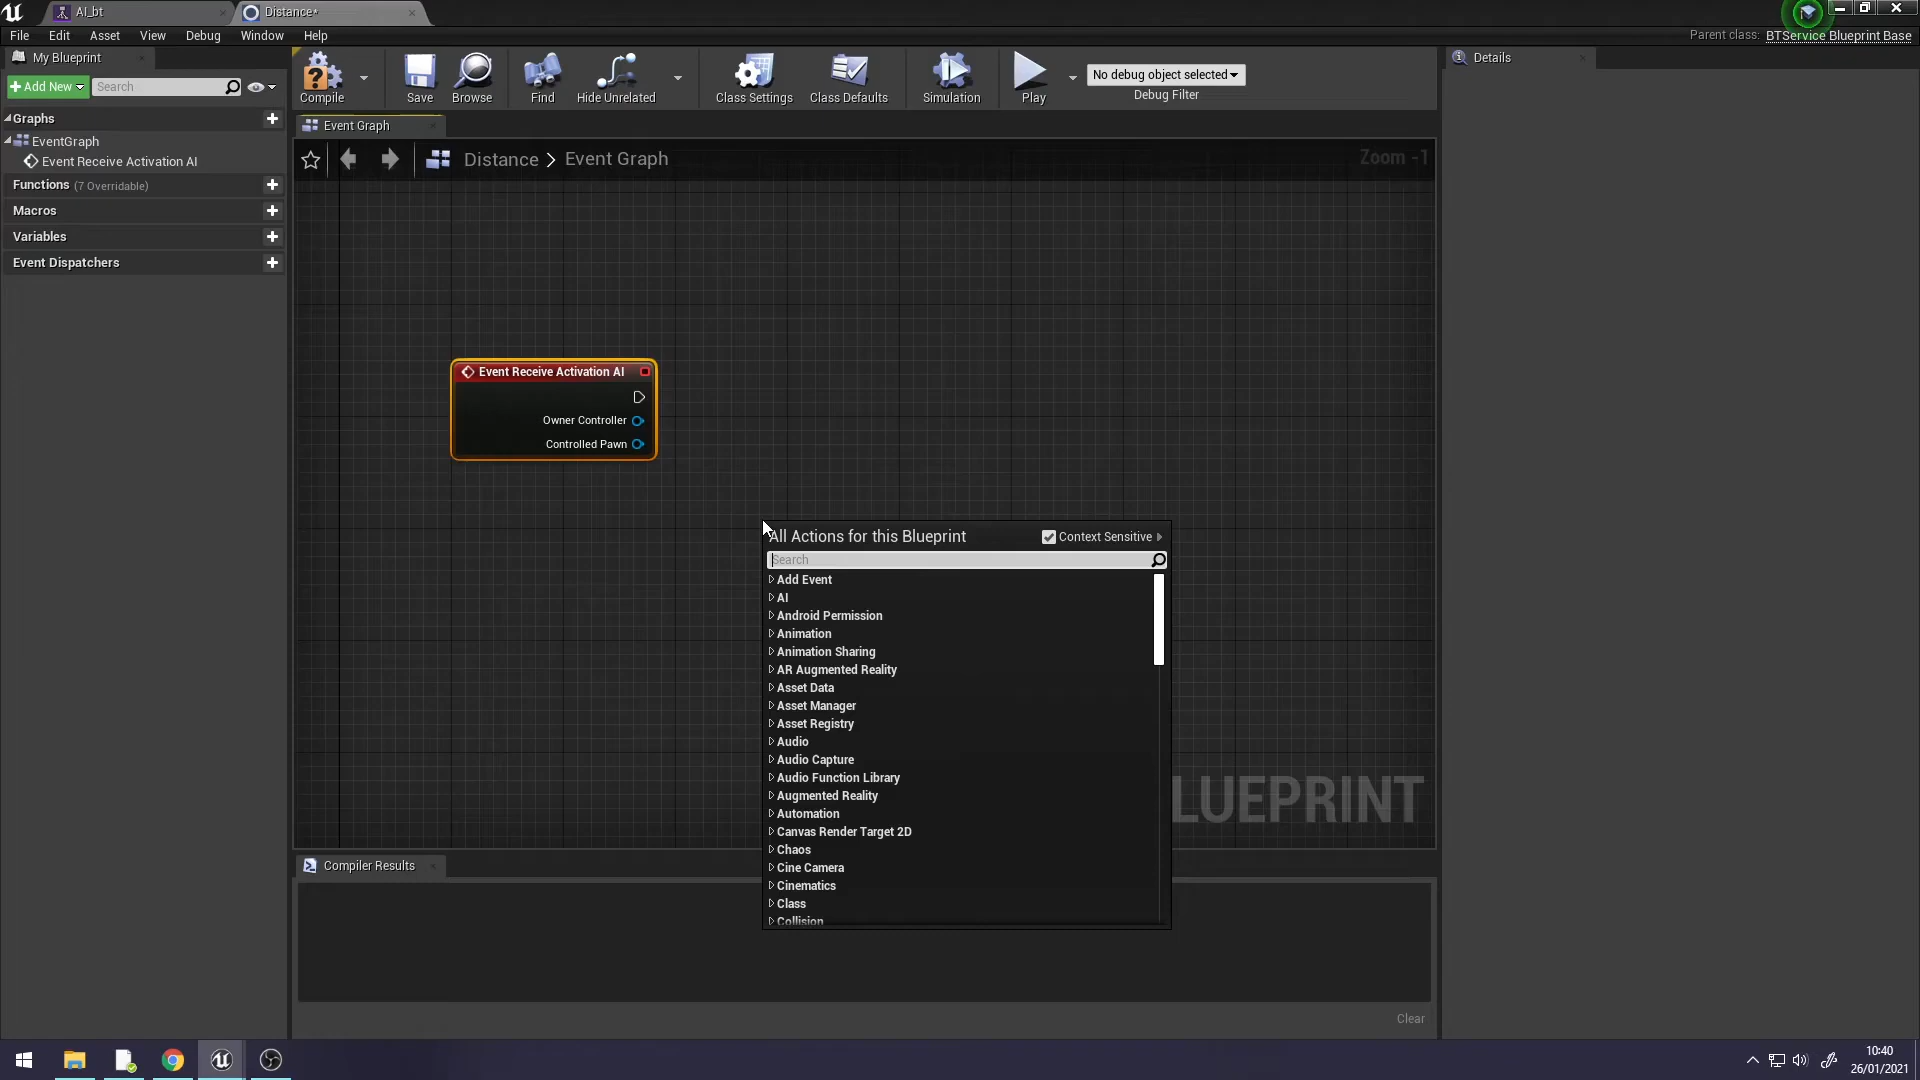 AI_bt
Distance*
File Edit Asset View Debug Window Help
Parent class: BTService Blueprint Base
My Blueprint
Add New
Search
Graphs
EventGraph
Event Receive Activation AI
Functions (7 Overridable)
Macros
Variables
Event Dispatchers
Compile
Save
Browse
Find
Hide Unrelated
Class Settings
Class Defaults
Simulation
Play
No debug object selected
Debug Filter
Details
Event Graph
Distance > Event Graph
Zoom -1
Event Receive Activation AI
Owner Controller
Controlled Pawn
All Actions for this Blueprint
Context Sensitive
Search
Add Event
AI
Android Permission
Animation
Animation Sharing
AR Augmented Reality
Asset Data
Asset Manager
Asset Registry
Audio
Audio Capture
Audio Function Library
Augmented Reality
Automation
Canvas Render Target 2D
Chaos
Cine Camera
Cinematics
Class
Collision
LUEPRINT
Compiler Results
Clear
10:40
26/01/2021